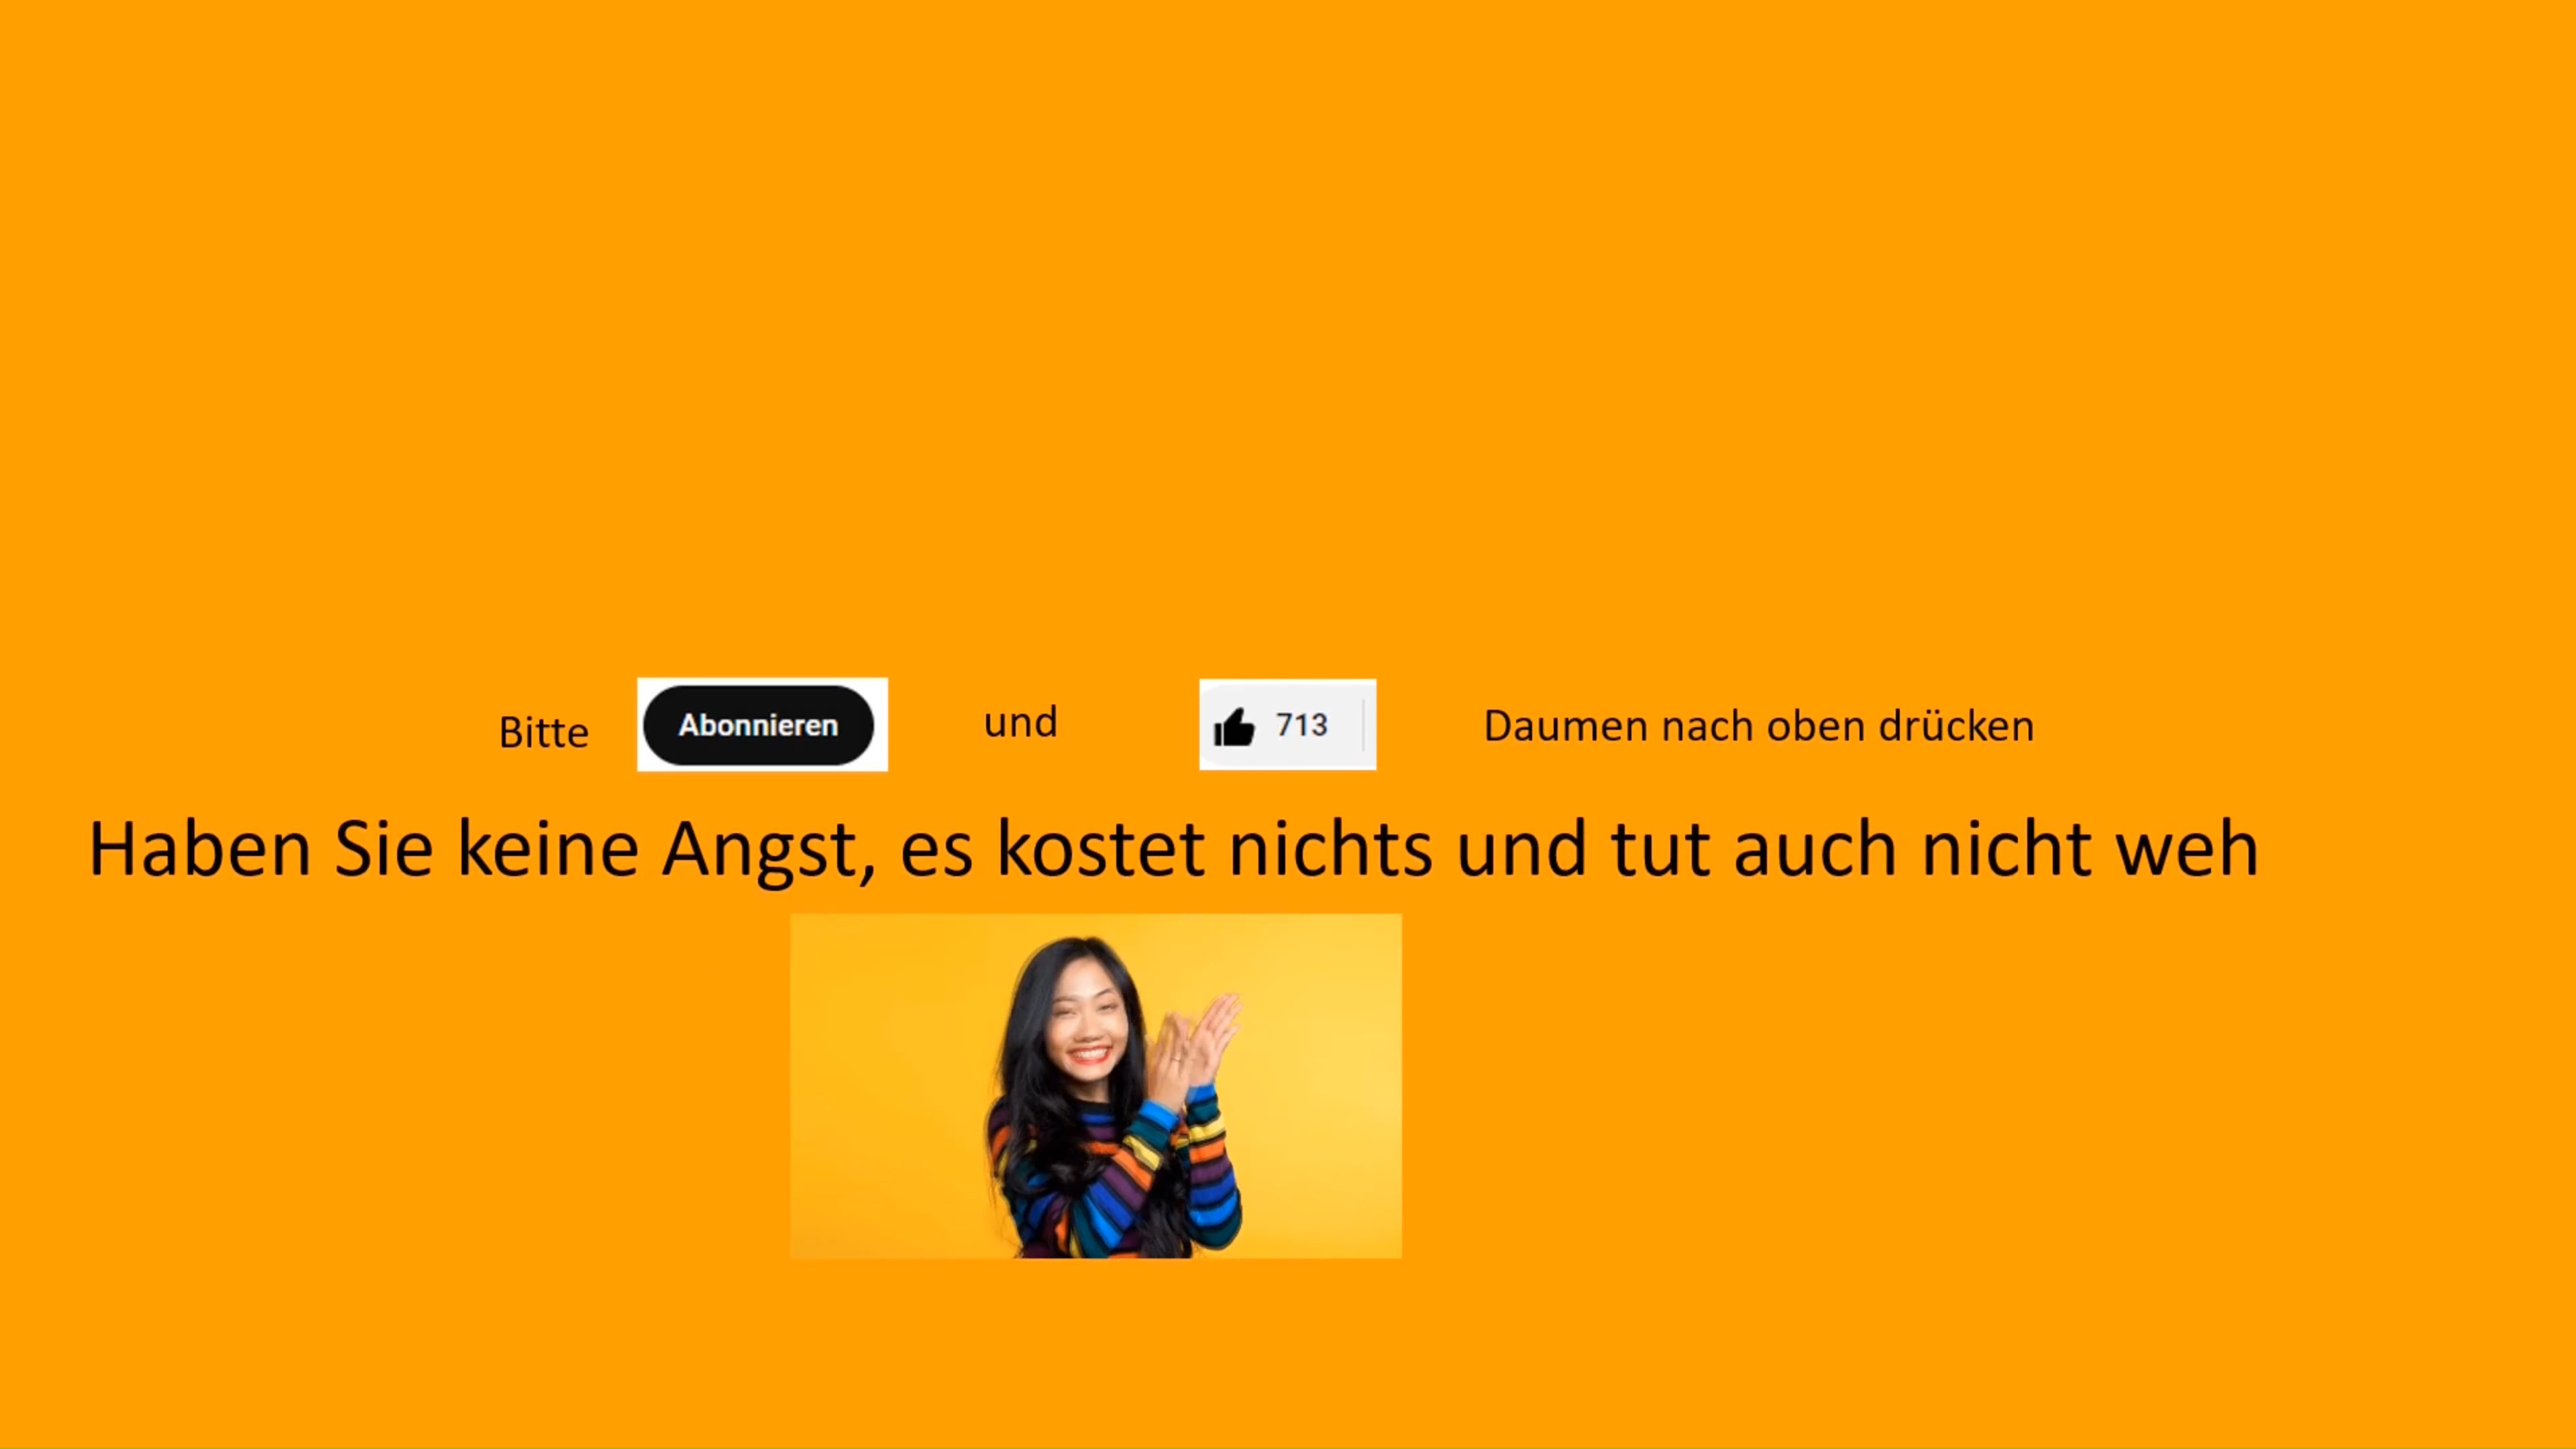 Bitte Abonnieren und 713 Daumen nach oben drücken
Haben Sie keine Angst, es kostet nichts und tut auch nicht weh